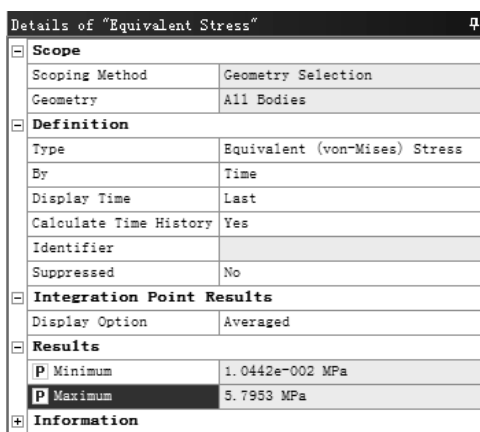 Details of "Equivalent Stress"
Scope
Scoping Method Geometry Selection
Geometry All Bodies
Definition
Type Equivalent (von-Mises) Stress
By Time
Display Time Last
Calculate Time History Yes
Identifier
Suppressed No
Integration Point Results
Display Option Averaged
Results
P Minimum 1.0442e-002 MPa
P Maximum 5.7953 MPa
Information